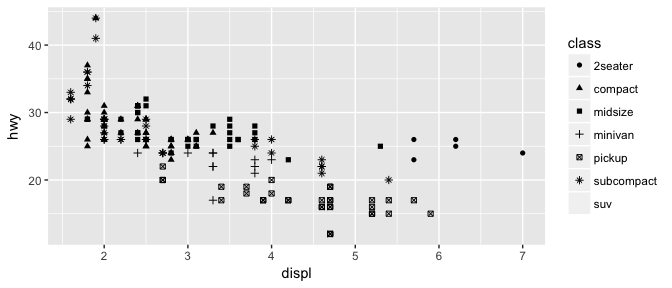 40
30
20
hwy
2
3
4
5
6
7
displ
class
2seater
compact
midsize
minivan
pickup
subcompact
suv